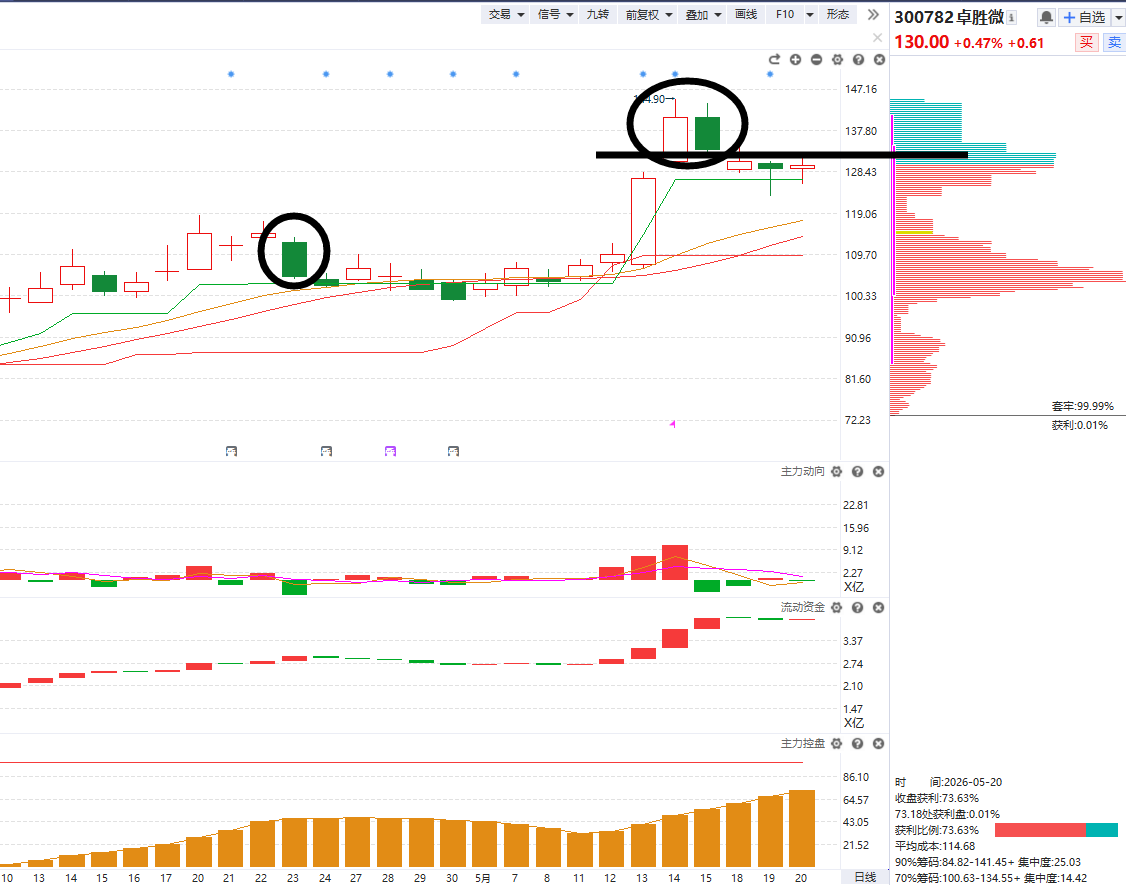 交易 信号 九转 前复权 叠加 画线 F10 形态
300782 卓胜微
自选
130.00 +0.47% +0.61
买 卖
147.16
137.80
128.43
119.06
109.70
100.33
90.96
81.60
72.23
套牢:99.99%
获利:0.01%
主力动向
22.81
15.96
9.12
2.27
X亿
流动资金
3.37
2.74
2.10
1.47
X亿
主力控盘
86.10
64.57
43.05
21.52
时 间:2026-05-20
收盘获利:73.63%
73.18处获利盘:0.01%
获利比例:73.63%
平均成本:114.68
90%筹码:84.82-141.45+ 集中度:25.03
70%筹码:100.63-134.55+ 集中度:14.42
10 13 14 15 16 17 20 21 22 23 24 27 28 29 30 5月 7 8 11 12 13 14 15 18 19 20 日线